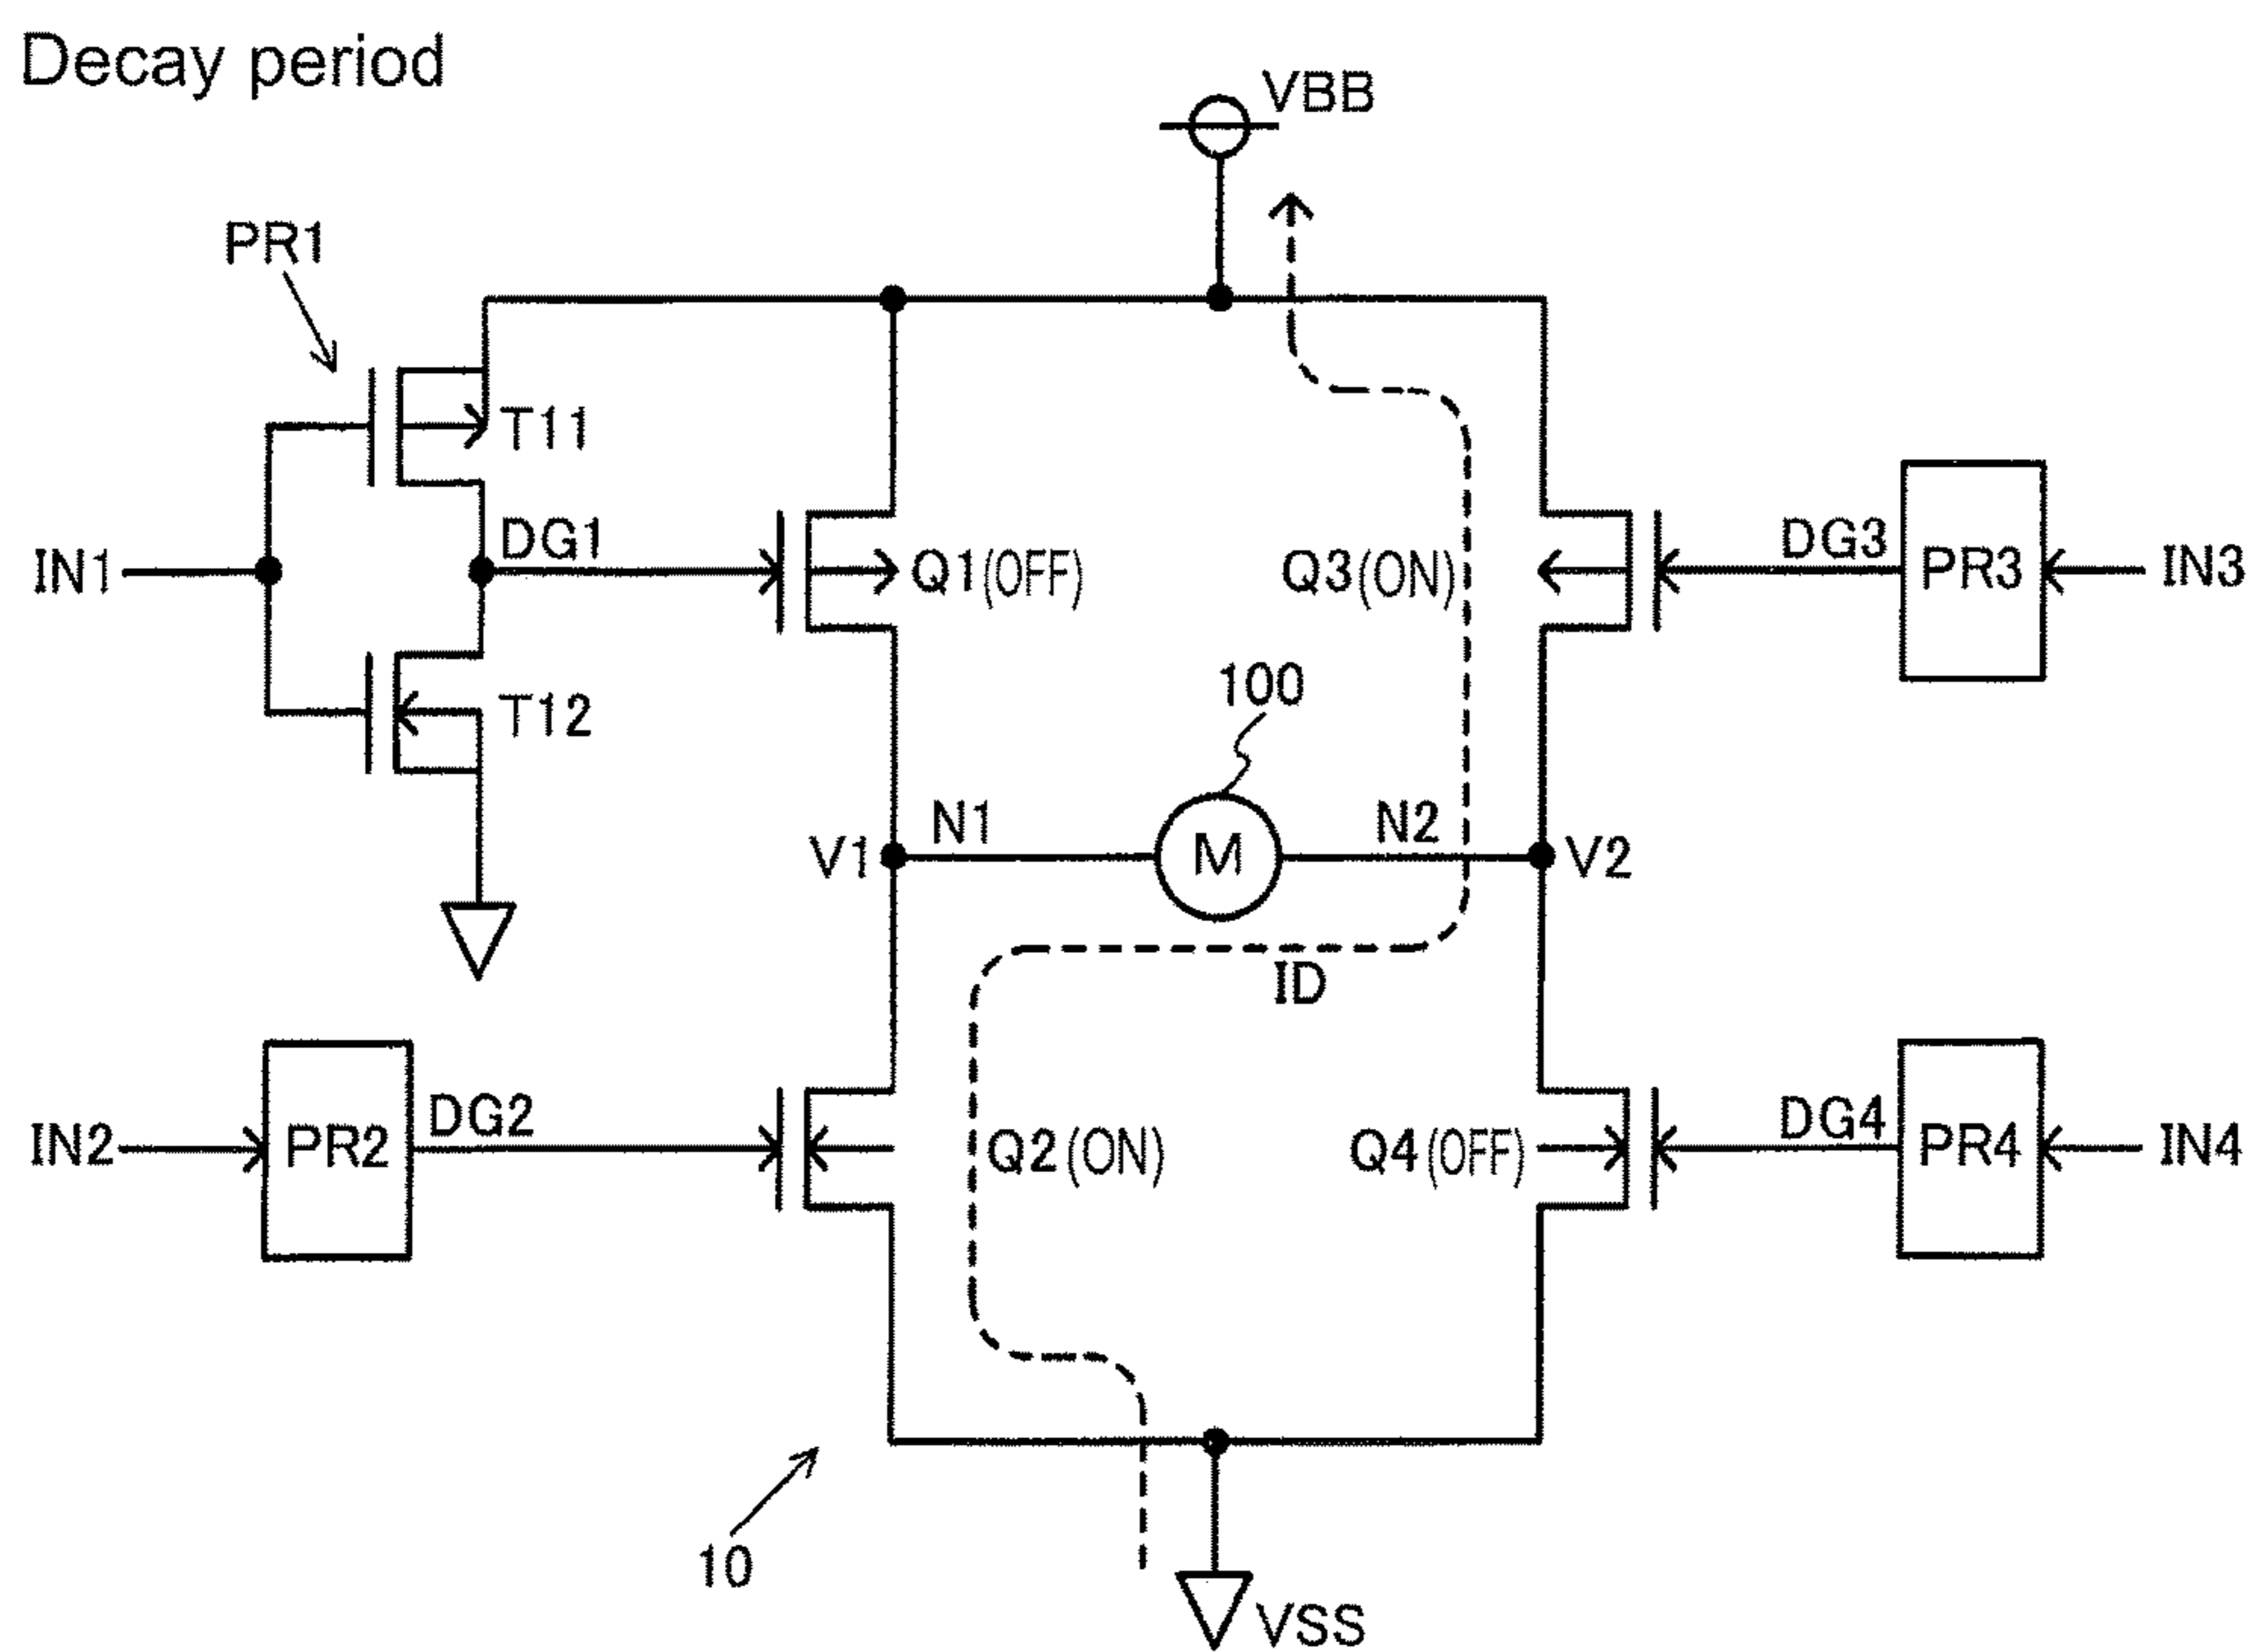 Decay period
VBB
PR1
T11
DG1
IN1
Q1(OFF)
Q3(ON)
DG3
PR3
IN3
T12
100
N1
N2
V1
M
V2
ID
IN2
PR2
DG2
Q2(ON)
Q4(OFF)
DG4
PR4
IN4
10
VSS